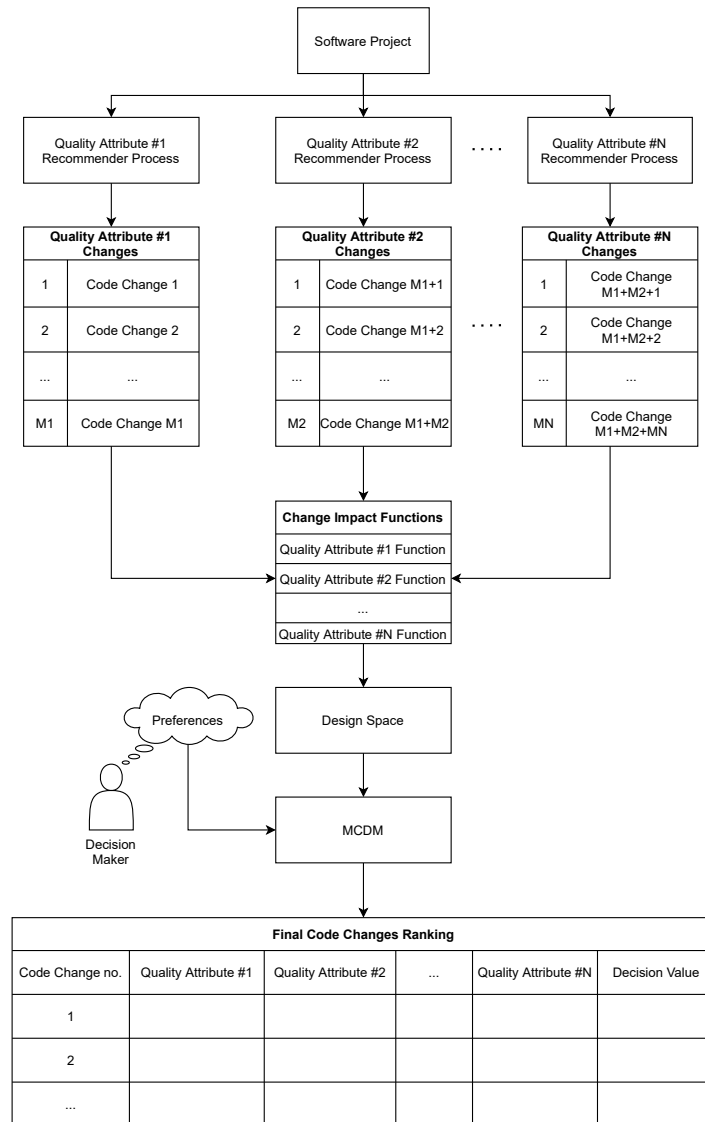 Software Project
Quality Attribute #1
Recommender Process
Quality Attribute #2
Recommender Process
. . . .
Quality Attribute #N
Recommender Process
Quality Attribute #1
Changes
1
Code Change 1
2
Code Change 2
...
...
M1
Code Change M1
Quality Attribute #2
Changes
1
Code Change M1+1
2
Code Change M1+2
...
...
M2
Code Change M1+M2
. . . .
Quality Attribute #N
Changes
1
Code Change
M1+M2+1
2
Code Change
M1+M2+2
...
...
MN
Code Change
M1+M2+MN
Change Impact Functions
Quality Attribute #1 Function
Quality Attribute #2 Function
...
Quality Attribute #N Function
Preferences
Design Space
Decision
Maker
MCDM
Final Code Changes Ranking
Code Change no.
Quality Attribute #1
Quality Attribute #2
...
Quality Attribute #N
Decision Value
1
2
...